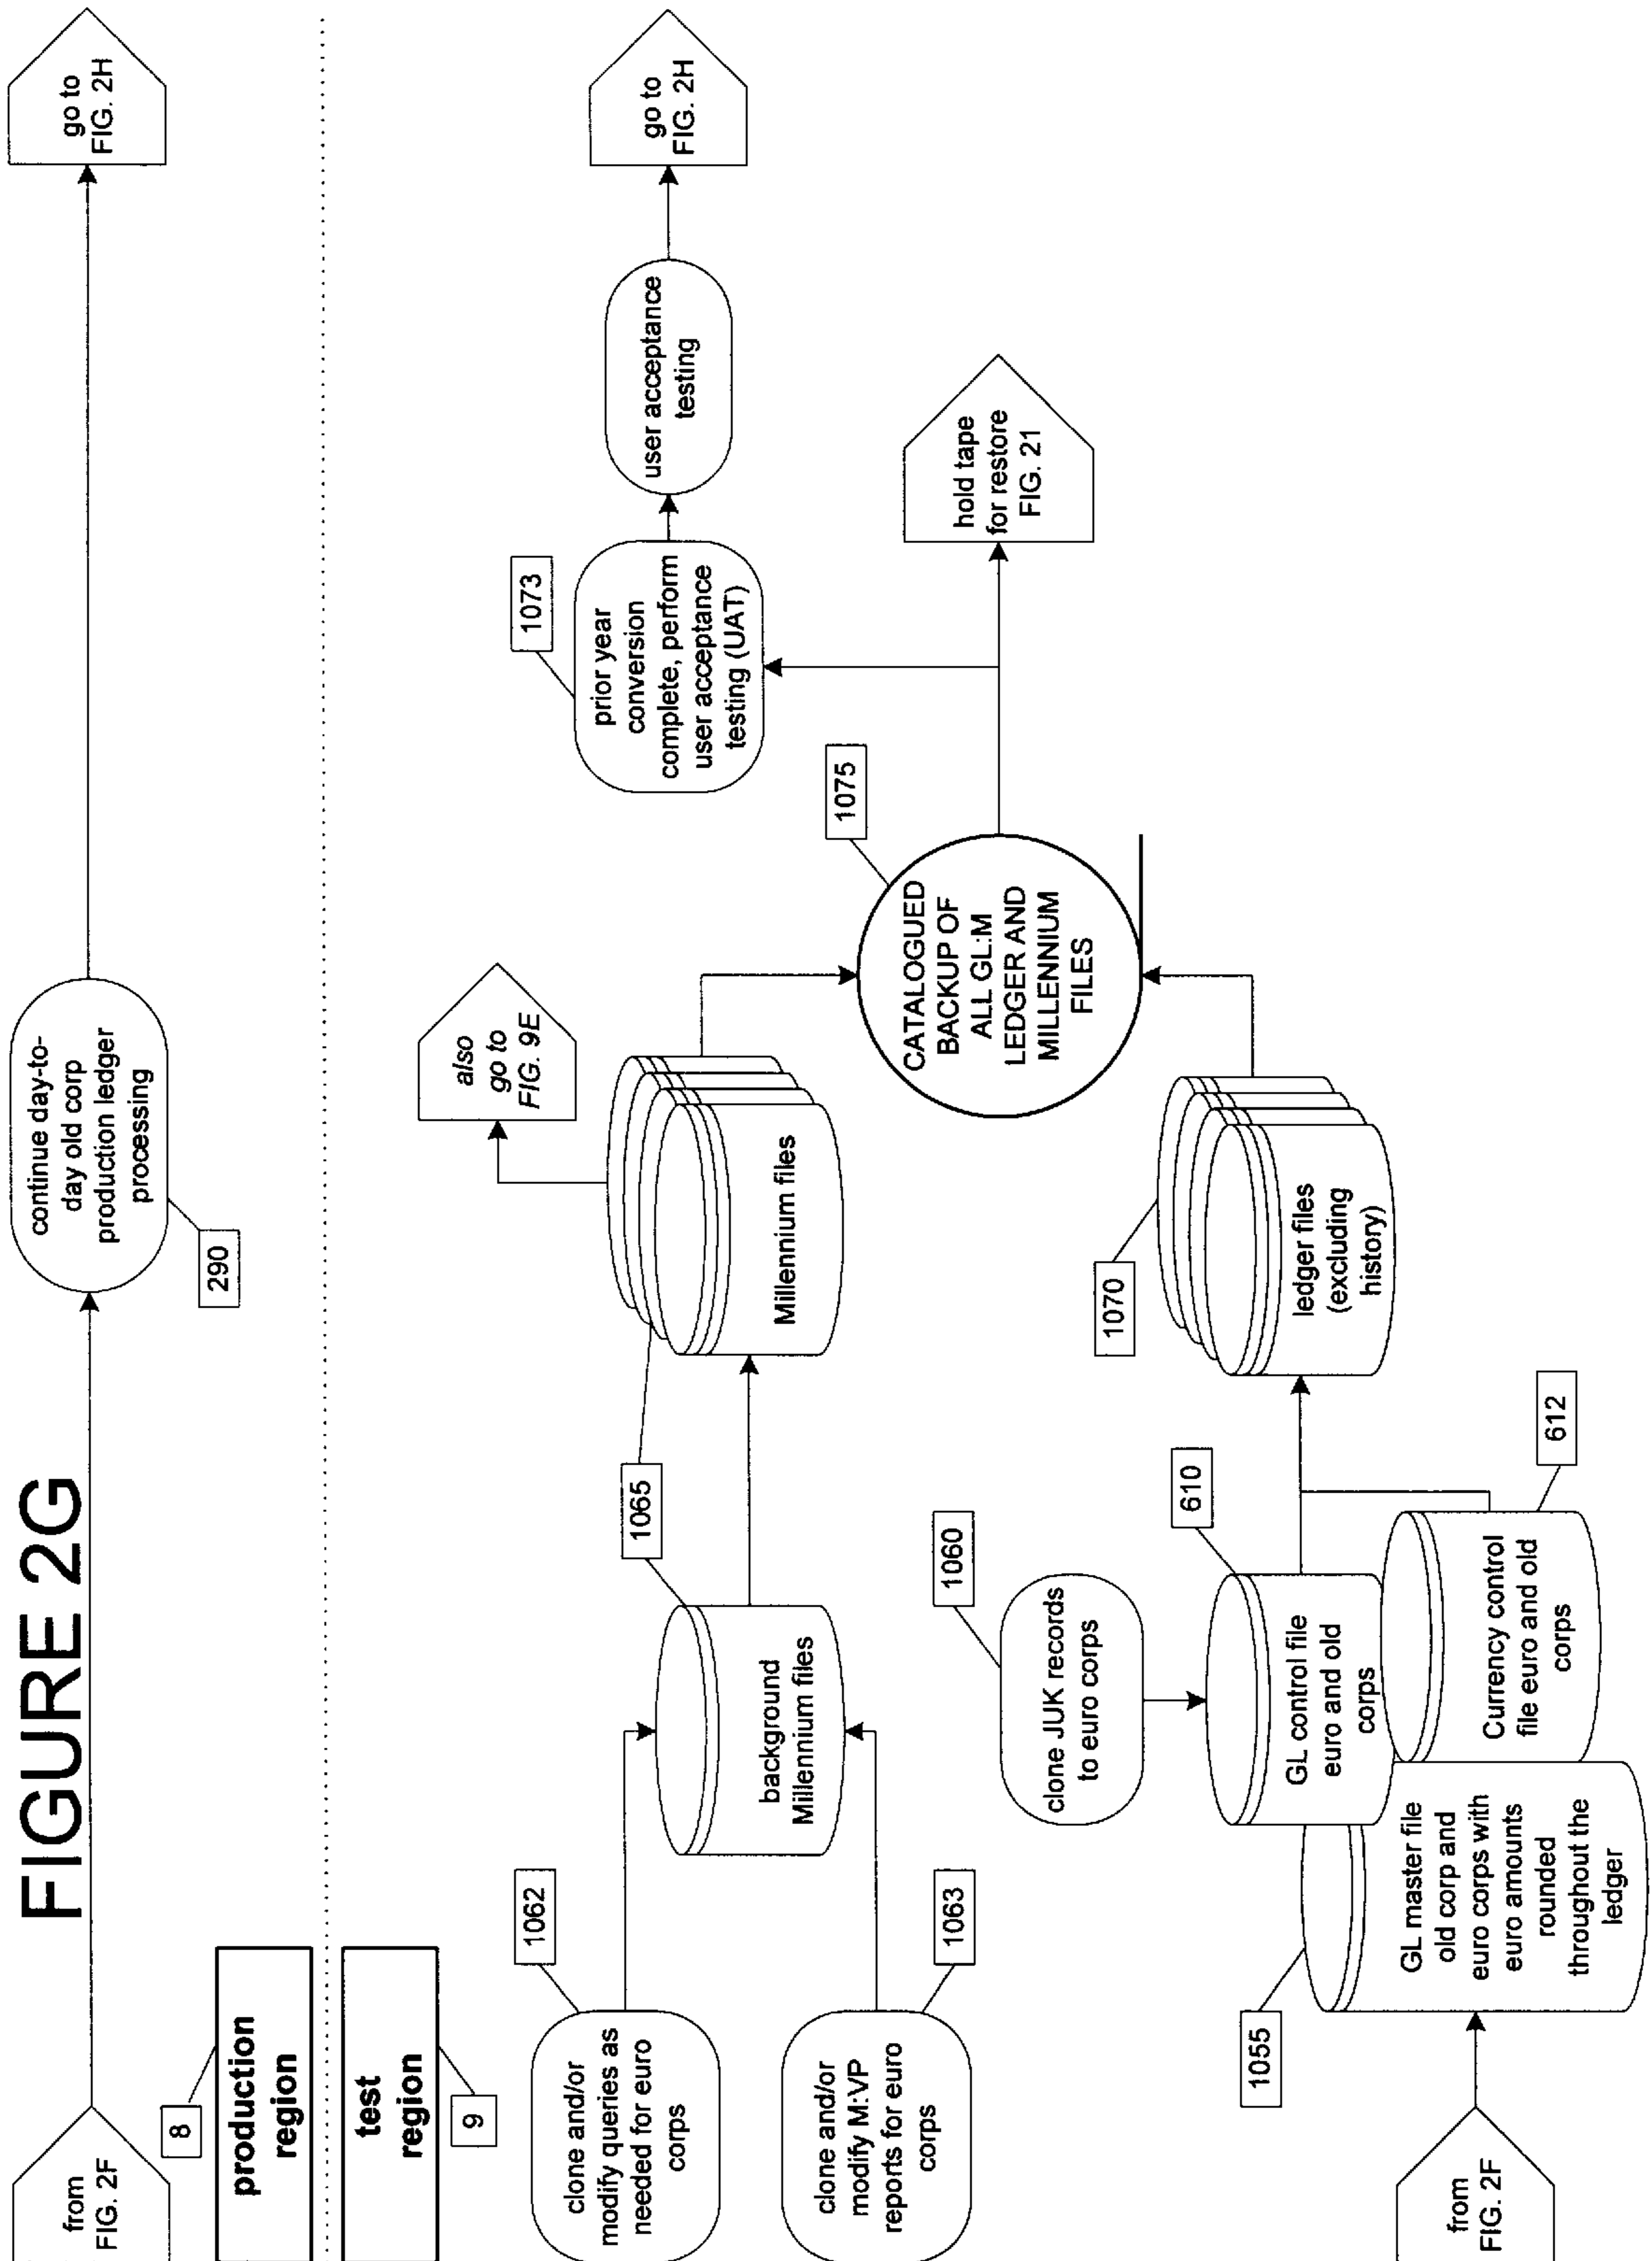 FIGURE 2G
from
FIG. 2F
continue day-to-
day old corp
production ledger
processing
290
go to
FIG. 2H
8
production
region
test
region
9
clone and/or
modify queries as
needed for euro
corps
1062
clone and/or
modify M:VP
reports for euro
corps
1063
background
Millennium files
1065
Millennium files
also
go to
FIG. 9E
1073
prior year
conversion
complete, perform
user acceptance
testing (UAT)
user acceptance
testing
go to
FIG. 2H
1075
CATALOGUED
BACKUP OF
ALL GL:M
LEDGER AND
MILLENNIUM
FILES
hold tape
for restore
FIG. 21
1060
clone JUK records
to euro corps
610
GL control file
euro and old
corps
1070
ledger files
(excluding
history)
from
FIG. 2F
1055
GL master file
old corp and
euro corps with
euro amounts
rounded
throughout the
ledger
Currency control
file euro and old
corps
612